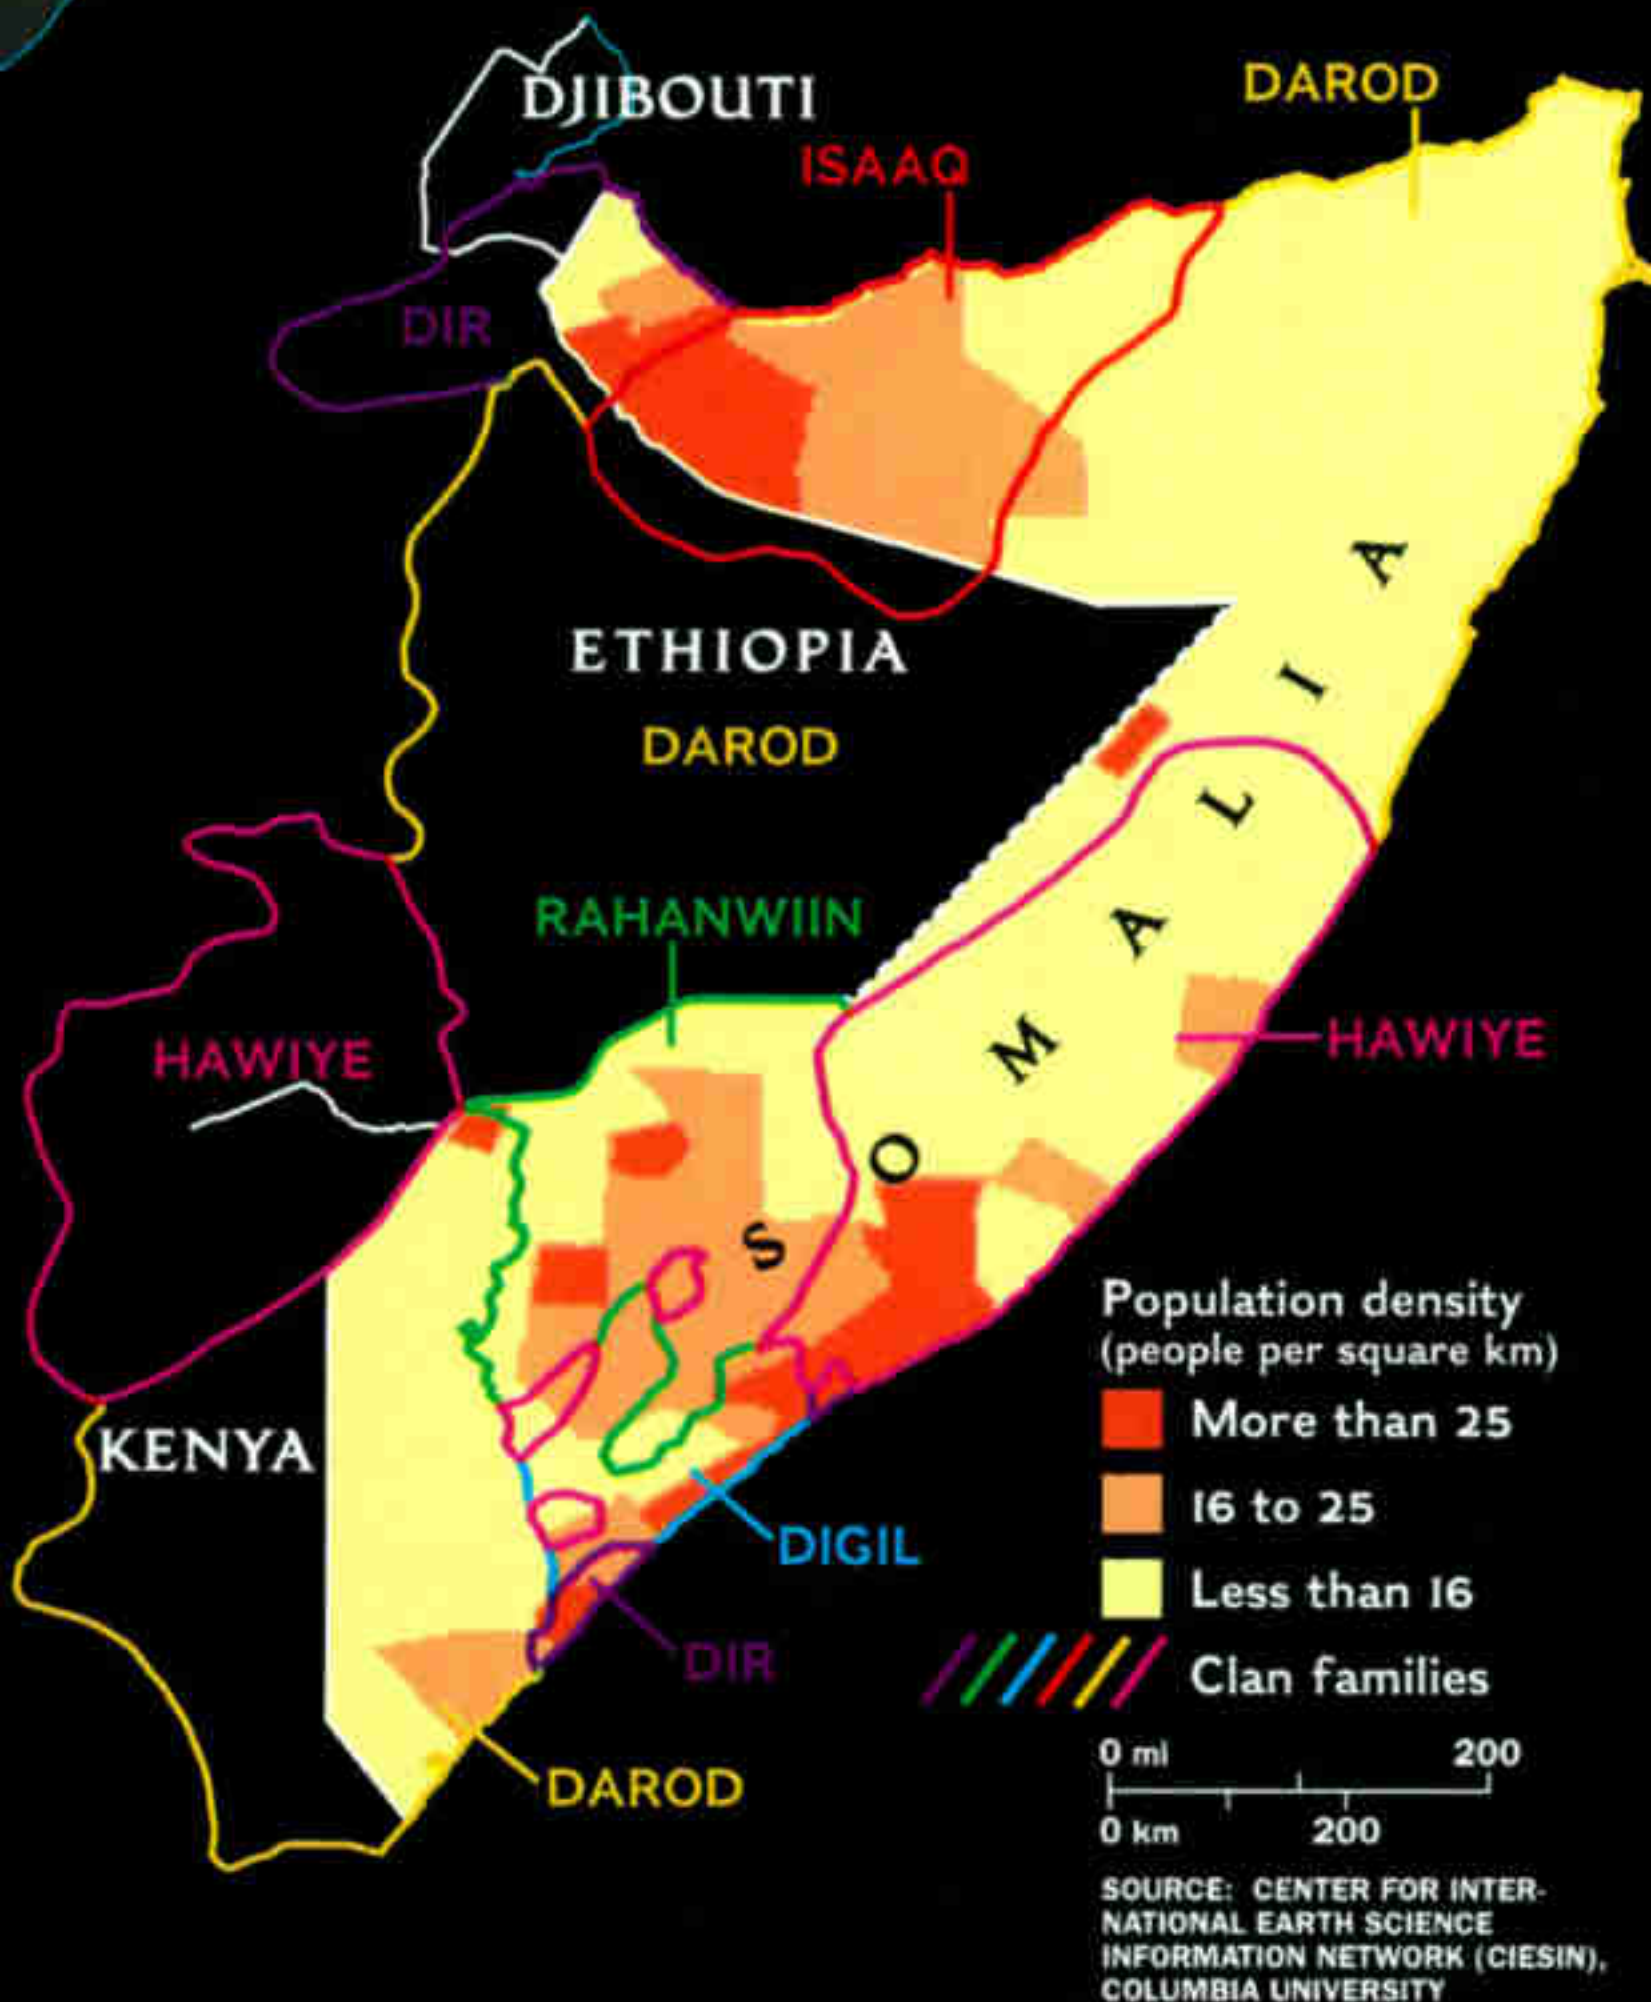 DJIBOUTI
DAROD
ISAAQ
DIR
ETHIOPIA
DAROD
RAHANWIIN
HAWIYE
HAWIYE
SOMALIA
KENYA
DIGIL
DIR
DAROD
Population density
(people per square km)
More than 25
16 to 25
Less than 16
Clan families
0 mi 200
0 km 200
SOURCE: CENTER FOR INTER-
NATIONAL EARTH SCIENCE
INFORMATION NETWORK (CIESIN),
COLUMBIA UNIVERSITY